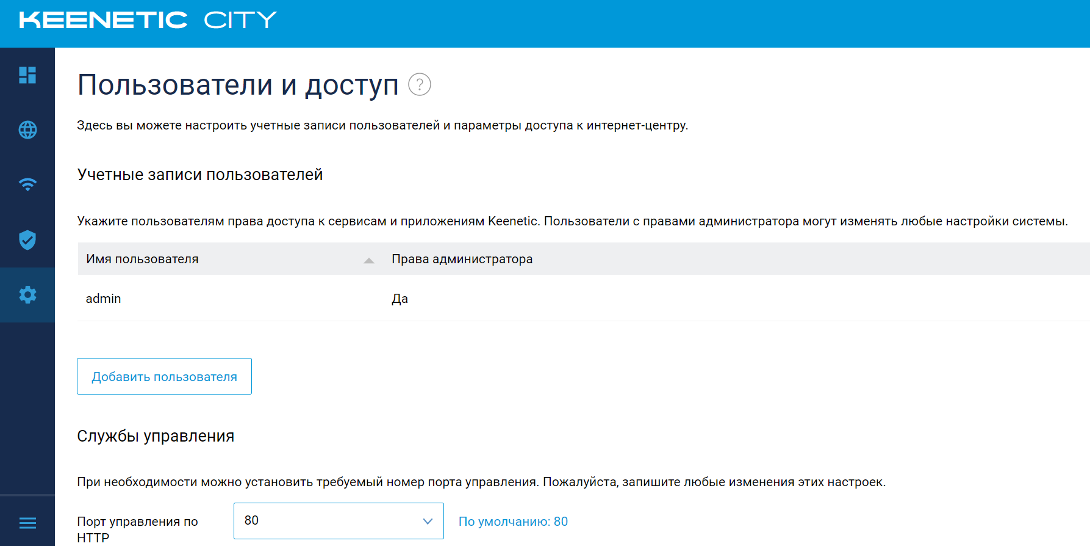 KEENETIC CITY
Пользователи и доступ ?
Здесь вы можете настроить учетные записи пользователей и параметры доступа к интернет-центру.
Учетные записи пользователей
Укажите пользователям права доступа к сервисам и приложениям Keenetic. Пользователи с правами администратора могут изменять любые настройки системы.
Имя пользователя Права администратора
admin Да
Добавить пользователя
Службы управления
При необходимости можно установить требуемый номер порта управления. Пожалуйста, запишите любые изменения этих настроек.
Порт управления по
HTTP
80
По умолчанию: 80